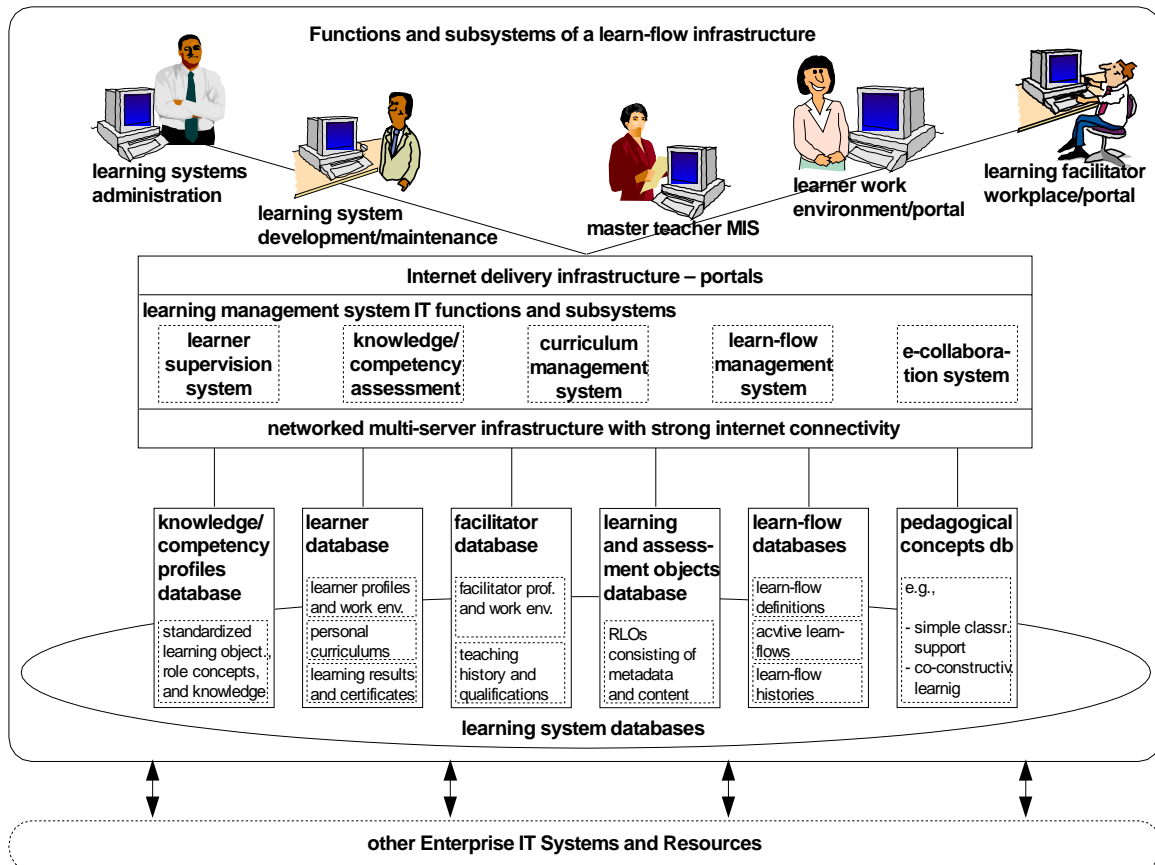 Functions and subsystems of a learn-flow infrastructure
learning systems
administration
learning system
development/maintenance
master teacher MIS
learner work
environment/portal
learning facilitator
workplace/portal
Internet delivery infrastructure – portals
learning management system IT functions and subsystems
learner
supervision
system
knowledge/
competency
assessment
curriculum
management
system
learn-flow
management
system
e-collabora-
tion system
networked multi-server infrastructure with strong internet connectivity
knowledge/
competency
profiles
database
standardized
learning object.,
role concepts,
and knowledge
learner
database
learner profiles
and work env.
personal
curriculums
learning results
and certificates
facilitator
database
facilitator prof.
and work env.
teaching
history and
qualifications
learning
and assess-
ment objects
database
RLOs
consisting of
metadata
and content
learn-flow
databases
learn-flow
definitions
acvtive learn-
flows
learn-flow
histories
pedagogical
concepts db
e.g.,
- simple classr.
support
- co-constructiv.
learnig
learning system databases
other Enterprise IT Systems and Resources